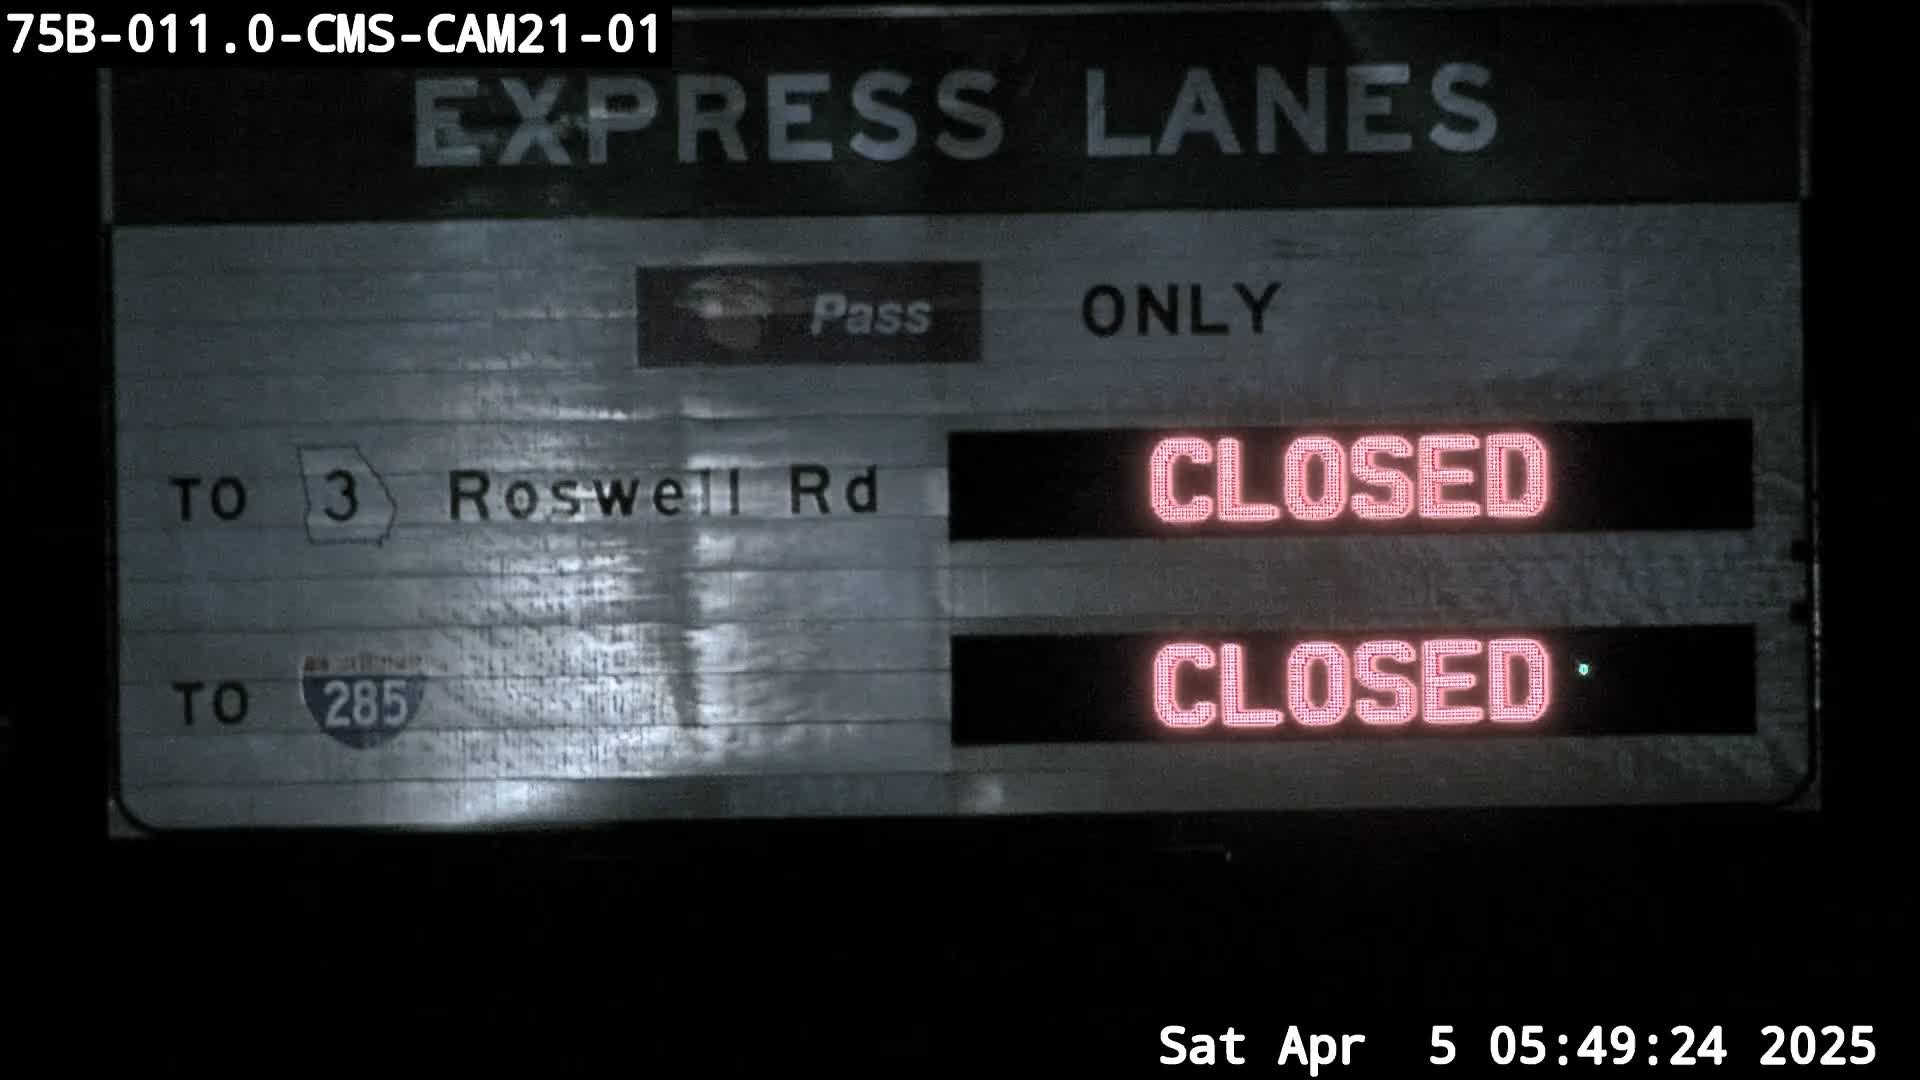 75B-011.0-CMS-CAM21-01
EXPRESS LANES
Pass ONLY
TO 3 Roswell Rd CLOSED
TO 285 CLOSED
Sat Apr 5 05:49:24 2025